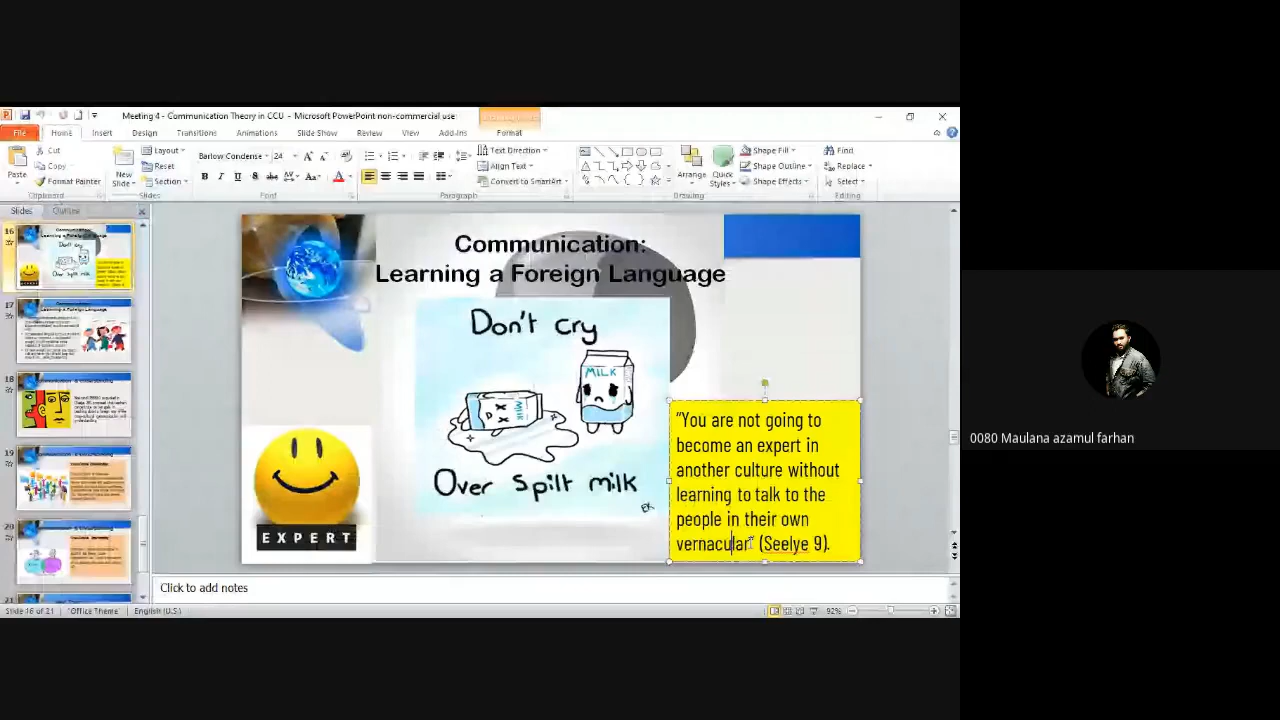 Meeting 4 - Communication Theory in CCU - Microsoft PowerPoint non-commercial use
File Home Insert Design Transitions Animations Slide Show Review View Add-Ins Format
Cut
Copy
Format Painter
Paste
Clipboard
New
Slide
Layout
Reset
Section
Slides
Barlow Condense 24
Font
Text Direction
Align Text
Convert to SmartArt
Paragraph
Arrange
Quick
Styles
Shape Fill
Shape Outline
Shape Effects
Drawing
Find
Replace
Select
Editing
Slides Outline
16
17
18
19
20
21
Communication:
Learning a Foreign Language
Don't cry
MILK
Over Spilt milk
EXPERT
"You are not going to
become an expert in
another culture without
learning to talk to the
people in their own
vernacular" (Seelye 9).
Click to add notes
Slide 16 of 21 "Office Theme" English (U.S.) 92%
0080 Maulana azamul farhan